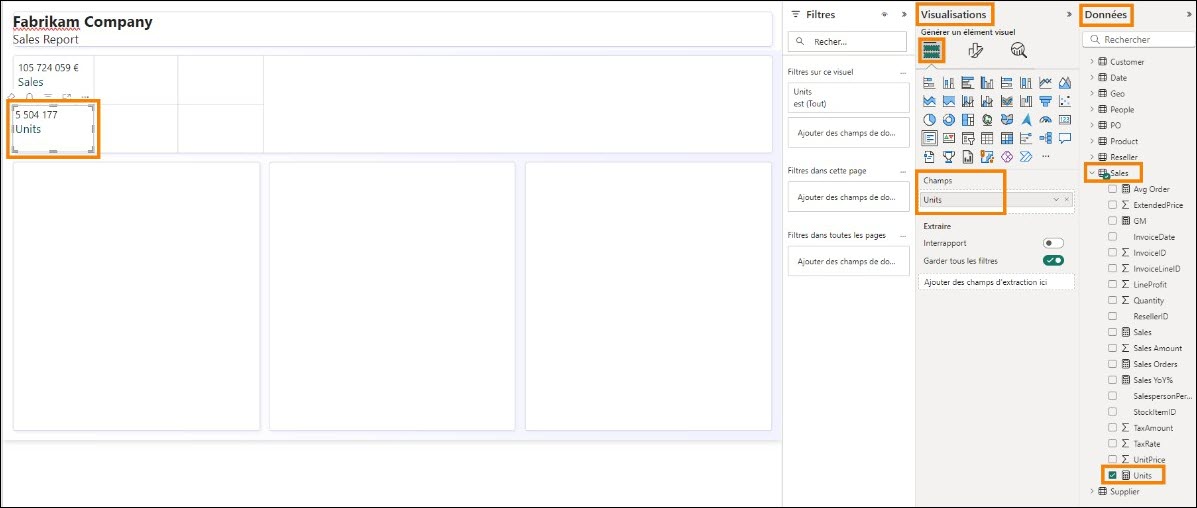 Fabrikam Company
Sales Report
105 724 059 €
Sales
5 504 177
Units
Filtres
Recher...
Filtres sur ce visuel
Units
est (Tout)
Ajouter des champs de do...
Filtres dans cette page
Ajouter des champs de do...
Filtres dans toutes les pages
Ajouter des champs de do...
Visualisations
Générer un élément visuel
123
Champs
Units
Extraire
Interrapport
Garder tous les filtres
Ajouter des champs d'extraction ici
Données
Rechercher
Customer
Date
Geo
People
PO
Product
Reseller
Sales
Avg Order
ExtendedPrice
GM
InvoiceDate
InvoiceID
InvoiceLineID
LineProfit
Quantity
ResellerID
Sales
Sales Amount
Sales Orders
Sales YoY%
SalespersonPer...
StockItemID
TaxAmount
TaxRate
UnitPrice
Units
Supplier